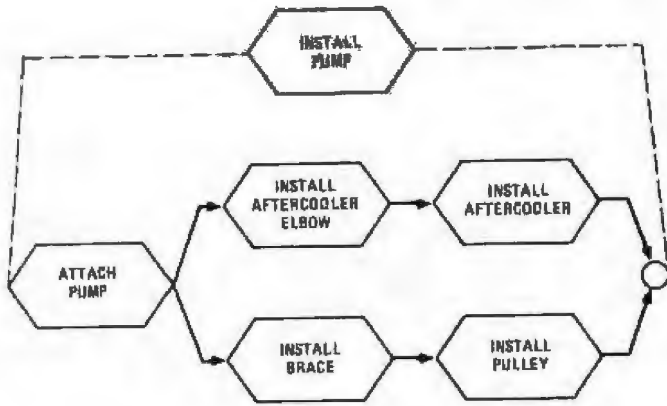 INSTALL
PUMP
INSTALL
AFTERCOOLER
ELBOW
INSTALL
AFTERCOOLER
ATTACH
PUMP
INSTALL
BRACE
INSTALL
PULLEY